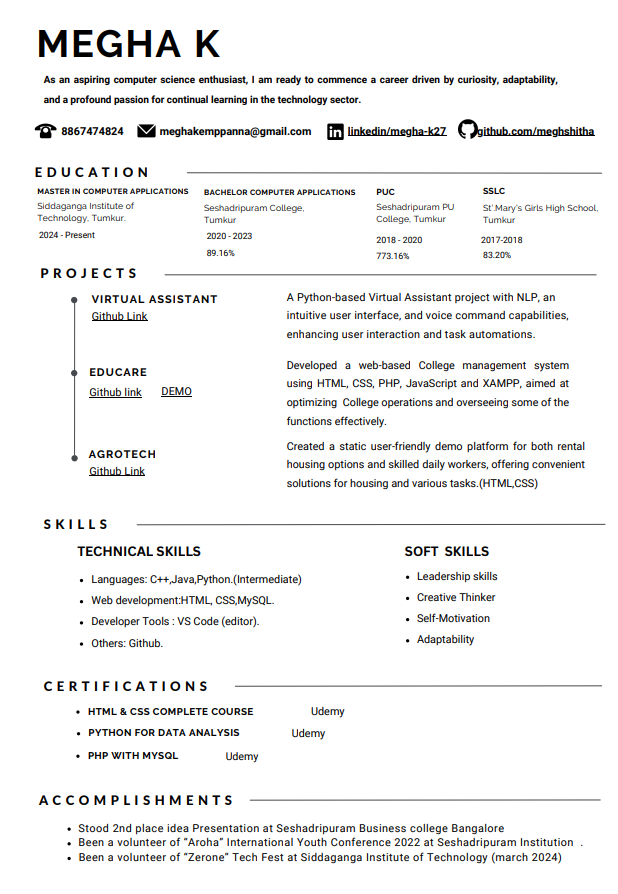 MEGHA K
As an aspiring computer science enthusiast, I am ready to commence a career driven by curiosity, adaptability,
and a profound passion for continual learning in the technology sector.
8867474824 meghakemppanna@gmail.com linkedin/megha-k27 github.com/meghshitha
EDUCATION
MASTER IN COMPUTER APPLICATIONS
Siddaganga Institute of
Technology, Tumkur.
2024 - Present
BACHELOR COMPUTER APPLICATIONS
Seshadripuram College,
Tumkur
2020 - 2023
89.16%
PUC
Seshadripuram PU
College, Tumkur
2018 - 2020
773.16%
SSLC
St'.Mary's Girls High School,
Tumkur
2017-2018
83.20%
PROJECTS
VIRTUAL ASSISTANT
Github Link
A Python-based Virtual Assistant project with NLP, an
intuitive user interface, and voice command capabilities,
enhancing user interaction and task automations.
EDUCARE
Github link DEMO
Developed a web-based College management system
using HTML, CSS, PHP, JavaScript and XAMPP, aimed at
optimizing College operations and overseeing some of the
functions effectively.
AGROTECH
Github Link
Created a static user-friendly demo platform for both rental
housing options and skilled daily workers, offering convenient
solutions for housing and various tasks.(HTML,CSS)
SKILLS
TECHNICAL SKILLS
• Languages: C++,Java,Python.(Intermediate)
• Web development:HTML, CSS,MySQL.
• Developer Tools : VS Code (editor).
• Others: Github.
SOFT SKILLS
• Leadership skills
• Creative Thinker
• Self-Motivation
• Adaptability
CERTIFICATIONS
• HTML & CSS COMPLETE COURSE Udemy
• PYTHON FOR DATA ANALYSIS Udemy
• PHP WITH MYSQL Udemy
ACCOMPLISHMENTS
• Stood 2nd place idea Presentation at Seshadripuram Business college Bangalore
• Been a volunteer of "Aroha" International Youth Conference 2022 at Seshadripuram Institution .
• Been a volunteer of "Zerone" Tech Fest at Siddaganga Institute of Technology (march 2024)